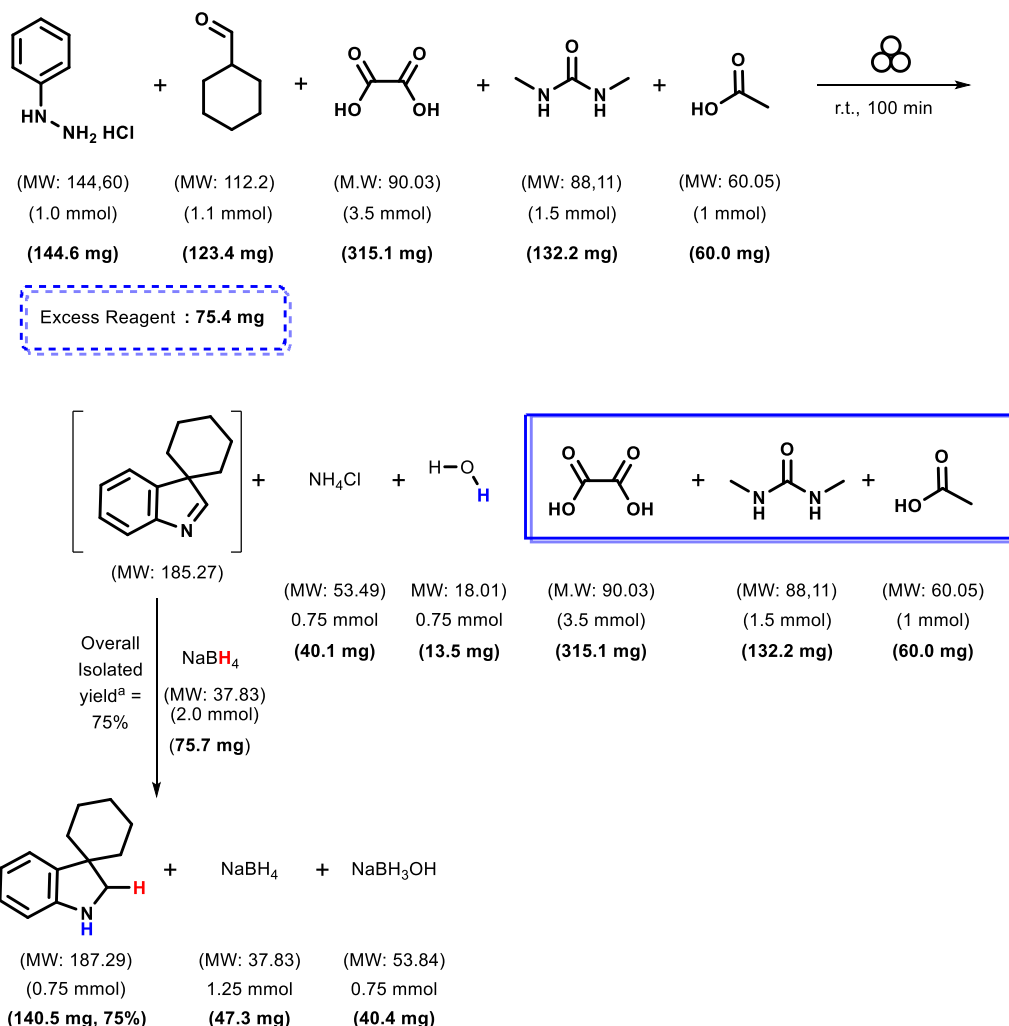 O
O O
O
O
HN
NH2 HCl
+
+
HO OH
+
N N
H H
+
HO
r.t., 100 min
(MW: 144,60) (MW: 112.2) (M.W: 90.03) (MW: 88,11) (MW: 60.05)
(1.0 mmol) (1.1 mmol) (3.5 mmol) (1.5 mmol) (1 mmol)
(144.6 mg) (123.4 mg) (315.1 mg) (132.2 mg) (60.0 mg)
Excess Reagent : 75.4 mg
N
+ NH4Cl + H O
H
O O
HO OH
+
O
N N
H H
+
O
HO
(MW: 185.27)
(MW: 53.49) MW: 18.01) (M.W: 90.03) (MW: 88,11) (MW: 60.05)
0.75 mmol 0.75 mmol (3.5 mmol) (1.5 mmol) (1 mmol)
(40.1 mg) (13.5 mg) (315.1 mg) (132.2 mg) (60.0 mg)
Overall
Isolated
yieldᵃ =
75%
NaBH4
(MW: 37.83)
(2.0 mmol)
(75.7 mg)
H
N
H
+ NaBH4 + NaBH3OH
(MW: 187.29) (MW: 37.83) (MW: 53.84)
(0.75 mmol) 1.25 mmol 0.75 mmol
(140.5 mg, 75%) (47.3 mg) (40.4 mg)